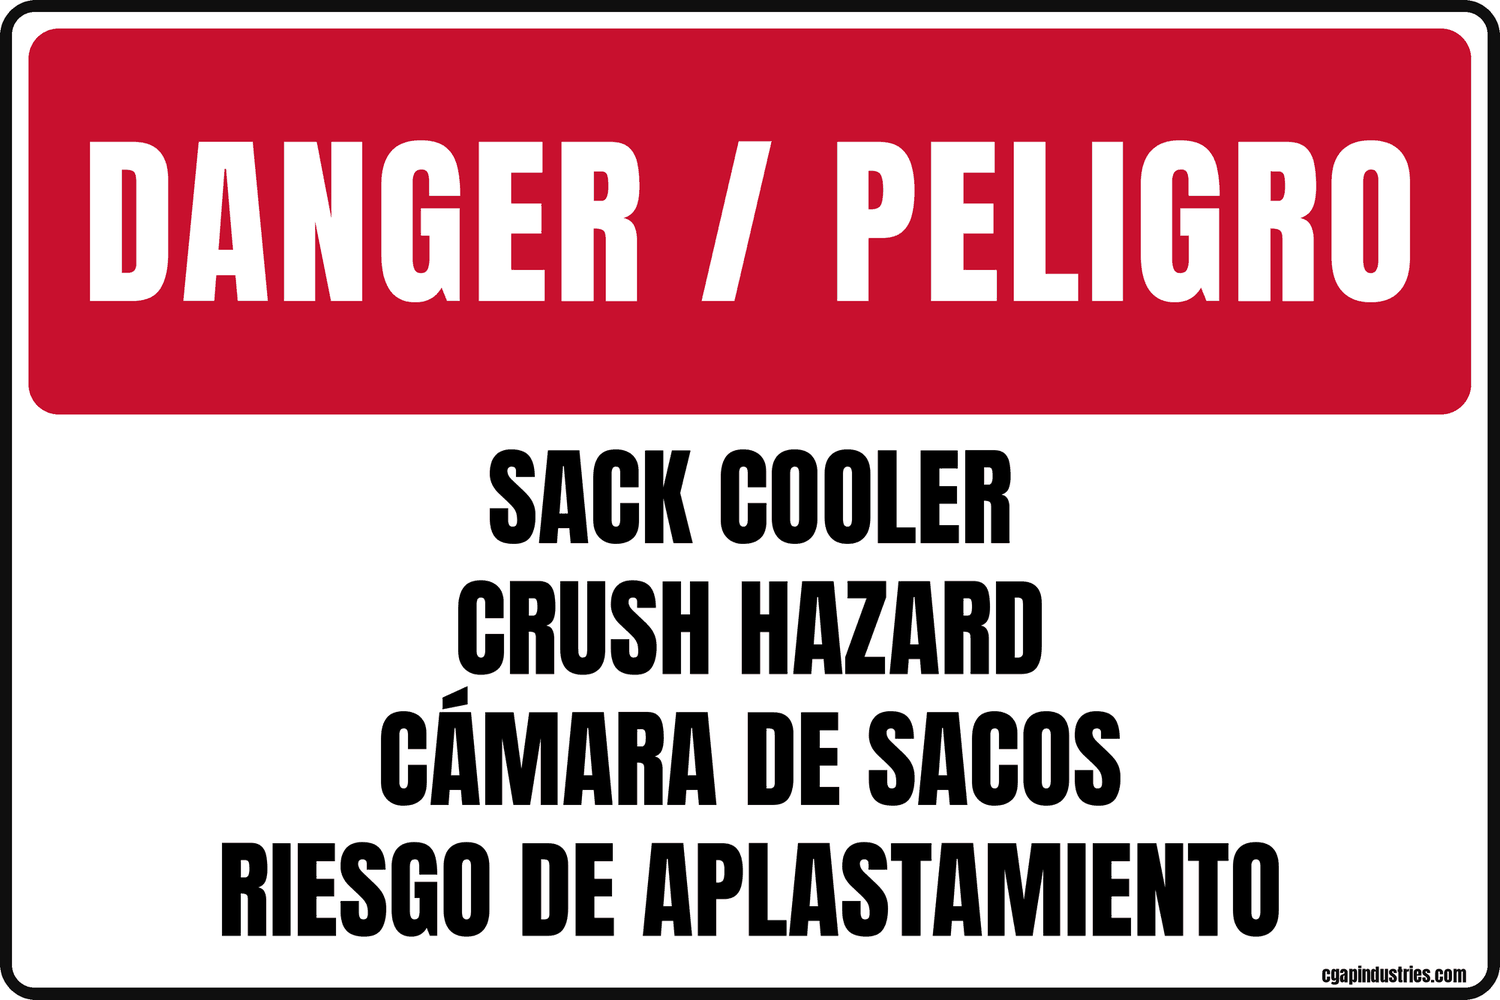 DANGER / PELIGRO
SACK COOLER
CRUSH HAZARD
CÁMARA DE SACOS
RIESGO DE APLASTAMIENTO
cgapindustries.com